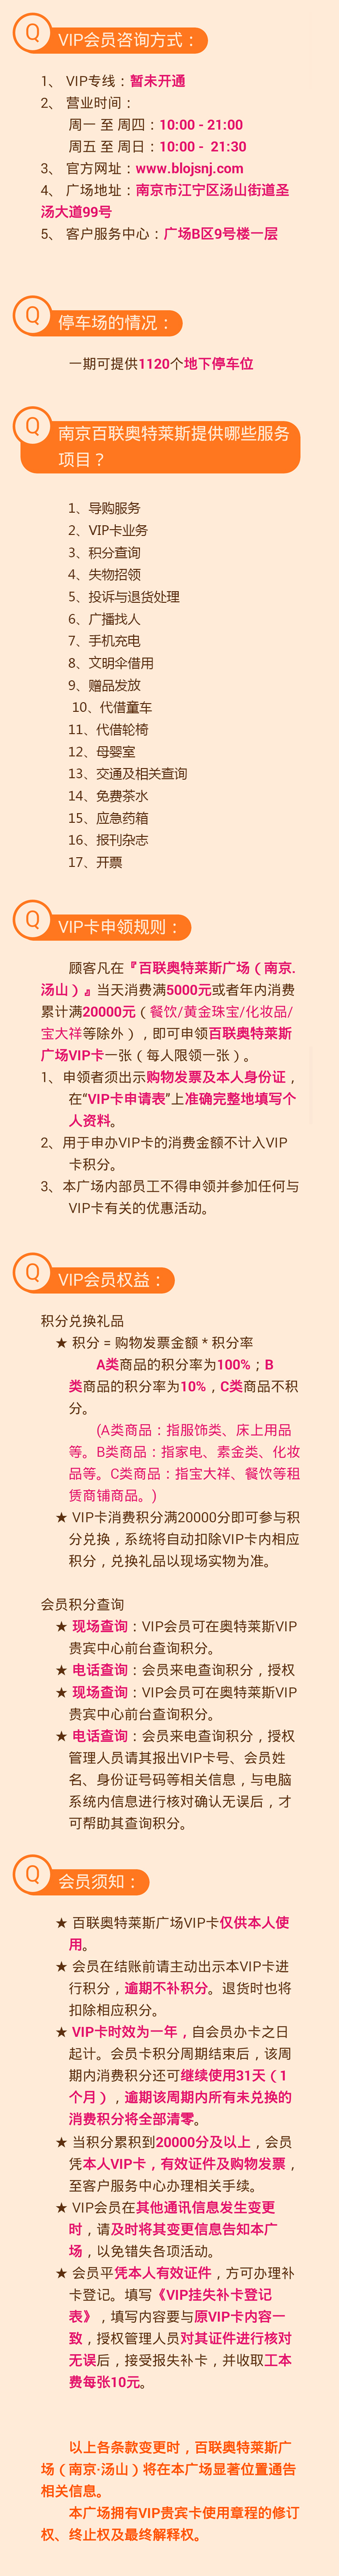 Q
VIP会员咨询方式：
1、 VIP专线：暂未开通
2、 营业时间：
周一 至 周四：10:00 - 21:00
周五 至 周日：10:00 - 21:30
3、 官方网址：www.blojsnj.com
4、 广场地址：南京市江宁区汤山街道圣
汤大道99号
5、 客户服务中心：广场B区9号楼一层
Q
停车场的情况：
一期可提供1120个地下停车位
Q
南京百联奥特莱斯提供哪些服务
项目？
1、导购服务
2、VIP卡业务
3、积分查询
4、失物招领
5、投诉与退货处理
6、广播找人
7、手机充电
8、文明伞借用
9、赠品发放
10、代借童车
11、代借轮椅
12、母婴室
13、交通及相关查询
14、免费茶水
15、应急药箱
16、报刊杂志
17、开票
Q
VIP卡申领规则：
顾客凡在『百联奥特莱斯广场（南京.
汤山）』当天消费满5000元或者年内消费
累计满20000元（餐饮/黄金珠宝/化妆品/
宝大祥等除外），即可申领百联奥特莱斯
广场VIP卡一张（每人限领一张）。
1、申领者须出示购物发票及本人身份证，
在“VIP卡申请表”上准确完整地填写个
人资料。
2、用于申办VIP卡的消费金额不计入VIP
卡积分。
3、本广场内部员工不得申领并参加任何与
VIP卡有关的优惠活动。
Q
VIP会员权益：
积分兑换礼品
★ 积分 = 购物发票金额 * 积分率
A类商品的积分率为100%；B
类商品的积分率为10%，C类商品不积
分。
(A类商品：指服饰类、床上用品
等。B类商品：指家电、素金类、化妆
品等。C类商品：指宝大祥、餐饮等租
赁商铺商品。)
★ VIP卡消费积分满20000分即可参与积
分兑换，系统将自动扣除VIP卡内相应
积分，兑换礼品以现场实物为准。
会员积分查询
★ 现场查询：VIP会员可在奥特莱斯VIP
贵宾中心前台查询积分。
★ 电话查询：会员来电查询积分，授权
★ 现场查询：VIP会员可在奥特莱斯VIP
贵宾中心前台查询积分。
★ 电话查询：会员来电查询积分，授权
管理人员请其报出VIP卡号、会员姓
名、身份证号码等相关信息，与电脑
系统内信息进行核对确认无误后，才
可帮助其查询积分。
Q
会员须知：
★ 百联奥特莱斯广场VIP卡仅供本人使
用。
★ 会员在结账前请主动出示本VIP卡进
行积分，逾期不补积分。退货时也将
扣除相应积分。
★ VIP卡时效为一年，自会员办卡之日
起计。会员卡积分周期结束后，该周
期内消费积分还可继续使用31天（1
个月），逾期该周期内所有未兑换的
消费积分将全部清零。
★ 当积分累积到20000分及以上，会员
凭本人VIP卡，有效证件及购物发票，
至客户服务中心办理相关手续。
★ VIP会员在其他通讯信息发生变更
时，请及时将其变更信息告知本广
场，以免错失各项活动。
★ 会员平凭本人有效证件，方可办理补
卡登记。填写《VIP挂失补卡登记
表》，填写内容要与原VIP卡内容一
致，授权管理人员对其证件进行核对
无误后，接受报失补卡，并收取工本
费每张10元。
以上各条款变更时，百联奥特莱斯广
场（南京·汤山）将在本广场显著位置通告
相关信息。
本广场拥有VIP贵宾卡使用章程的修订
权、终止权及最终解释权。